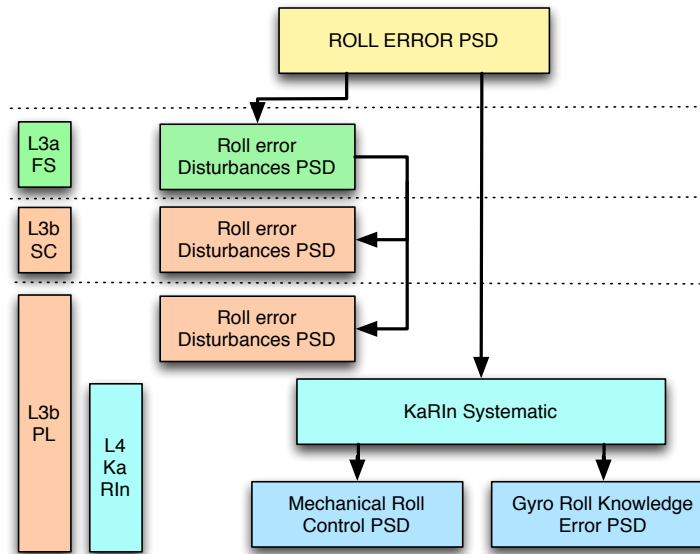 ROLL ERROR PSD
L3a
FS
Roll error
Disturbances PSD
L3b
SC
Roll error
Disturbances PSD
Roll error
Disturbances PSD
L3b
PL
L4
Ka
RIn
KaRIn Systematic
Mechanical Roll
Control PSD
Gyro Roll Knowledge
Error PSD